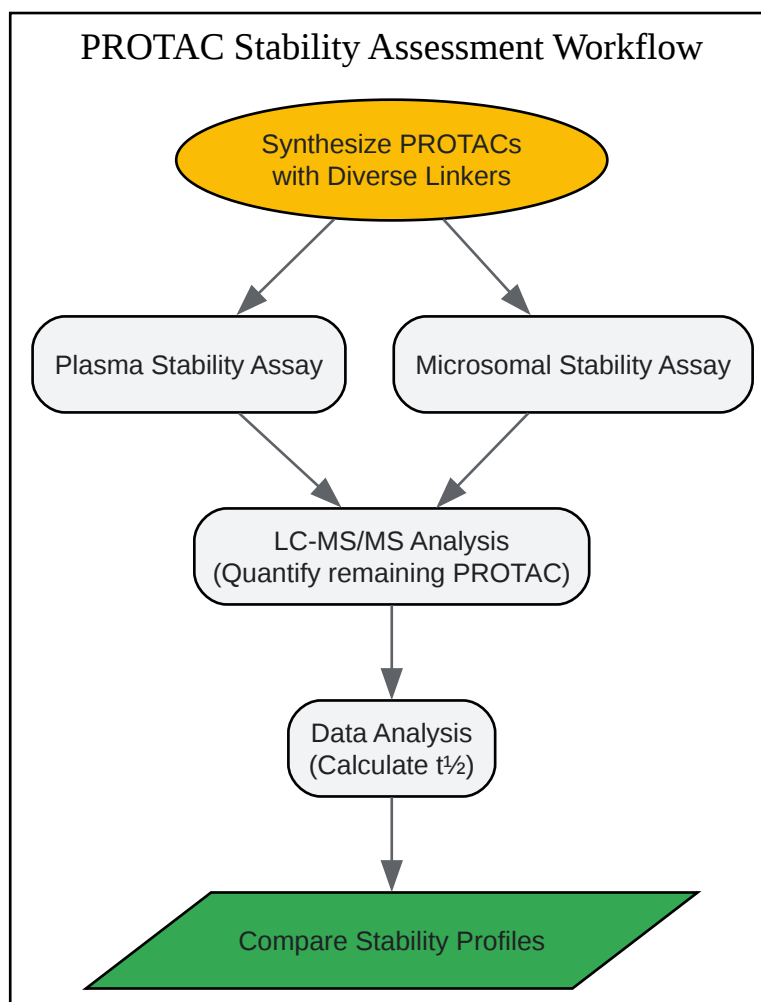 PROTAC Stability Assessment Workflow
Synthesize PROTACs
with Diverse Linkers
Plasma Stability Assay
Microsomal Stability Assay
LC-MS/MS Analysis
(Quantify remaining PROTAC)
Data Analysis
(Calculate t½)
Compare Stability Profiles